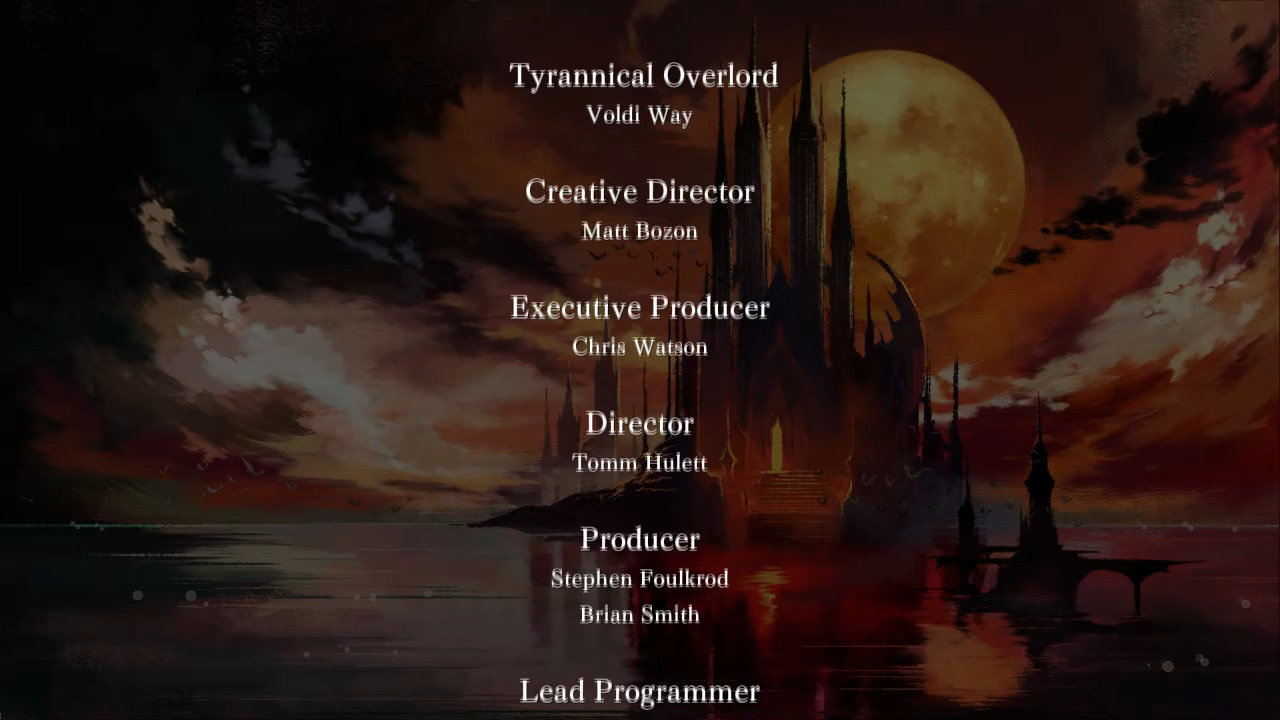 Tyrannical Overlord
Voldi Way
Creative Director
Matt Bozon
Executive Producer
Chris Watson
Director
Tomm Hulett
Producer
Stephen Foulkrod
Brian Smith
Lead Programmer